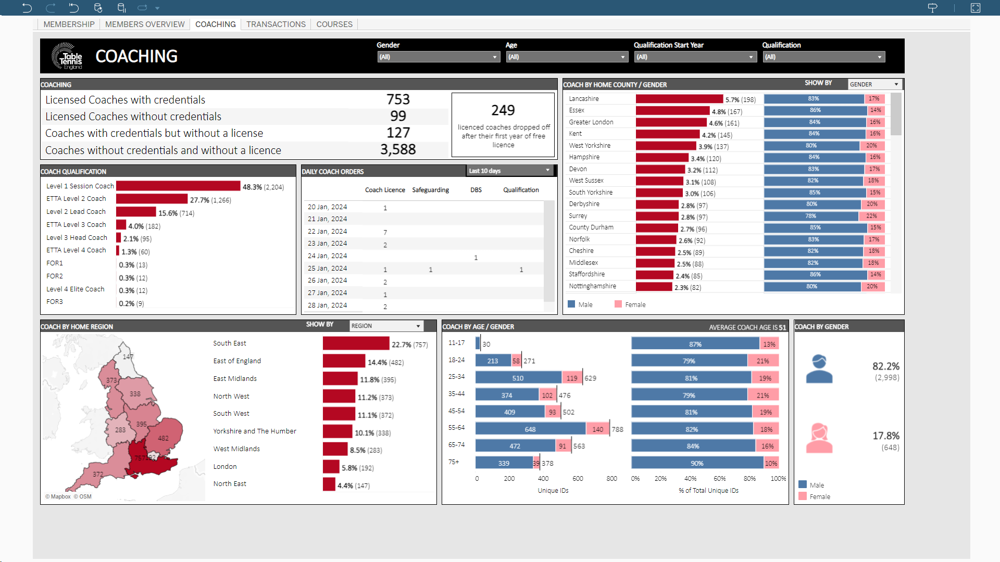 MEMBERSHIP MEMBERS OVERVIEW COACHING TRANSACTIONS COURSES
Table Tennis England
COACHING
Gender Age Qualification Start Year Qualification
(All) (All) (All) (All)
COACHING
Licensed Coaches with credentials 753
Licensed Coaches without credentials 99
Coaches with credentials but without a license 127
Coaches without credentials and without a licence 3,588
249
licenced coaches dropped off
after their first year of free
licence
COACH BY HOME COUNTY / GENDER SHOW BY GENDER
Lancashire 5.7% (198) 83% 17%
Essex 4.8% (167) 86% 14%
Greater London 4.6% (161) 84% 16%
Kent 4.2% (145) 84% 16%
West Yorkshire 3.9% (137) 80% 20%
Hampshire 3.4% (120) 84% 16%
Devon 3.2% (112) 83% 17%
West Sussex 3.1% (108) 82% 18%
South Yorkshire 3.0% (106) 85% 15%
Derbyshire 2.8% (97) 80% 20%
Surrey 2.8% (97) 78% 22%
County Durham 2.7% (96) 85% 15%
Norfolk 2.6% (92) 83% 17%
Cheshire 2.5% (89) 82% 18%
Middlesex 2.5% (88) 82% 18%
Staffordshire 2.4% (85) 86% 14%
Nottinghamshire 2.3% (82) 80% 20%
Male Female
COACH QUALIFICATION
Level 1 Session Coach 48.3% (2,204)
ETTA Level 2 Coach 27.7% (1,266)
Level 2 Lead Coach 15.6% (714)
ETTA Level 3 Coach 4.0% (182)
Level 3 Head Coach 2.1% (95)
ETTA Level 4 Coach 1.3% (60)
FOR1 0.3% (13)
FOR2 0.3% (12)
Level 4 Elite Coach 0.3% (12)
FOR3 0.2% (9)
DAILY COACH ORDERS Last 10 days
Coach Licence Safeguarding DBS Qualification
20 Jan, 2024 1
21 Jan, 2024
22 Jan, 2024 7
23 Jan, 2024 2
24 Jan, 2024 1
25 Jan, 2024 1 1 1
26 Jan, 2024 2
27 Jan, 2024 1
28 Jan, 2024 2
COACH BY HOME REGION SHOW BY REGION
147
373
338
395
283
482
757 192
372
© Mapbox © OSM
South East 22.7% (757)
East of England 14.4% (482)
East Midlands 11.8% (395)
North West 11.2% (373)
South West 11.1% (372)
Yorkshire and The Humber 10.1% (338)
West Midlands 8.5% (283)
London 5.8% (192)
North East 4.4% (147)
COACH BY AGE / GENDER AVERAGE COACH AGE IS 51
11-17 30 87% 13%
18-24 213 58 271 79% 21%
25-34 510 119 629 81% 19%
35-44 374 102 476 79% 21%
45-54 409 93 502 81% 19%
55-64 648 140 788 82% 18%
65-74 472 91 563 84% 16%
75+ 339 39 378 90% 10%
0 200 400 600 800 0% 20% 40% 60% 80% 100%
Unique IDs % of Total Unique IDs
COACH BY GENDER
82.2%
(2,998)
17.8%
(648)
Male
Female